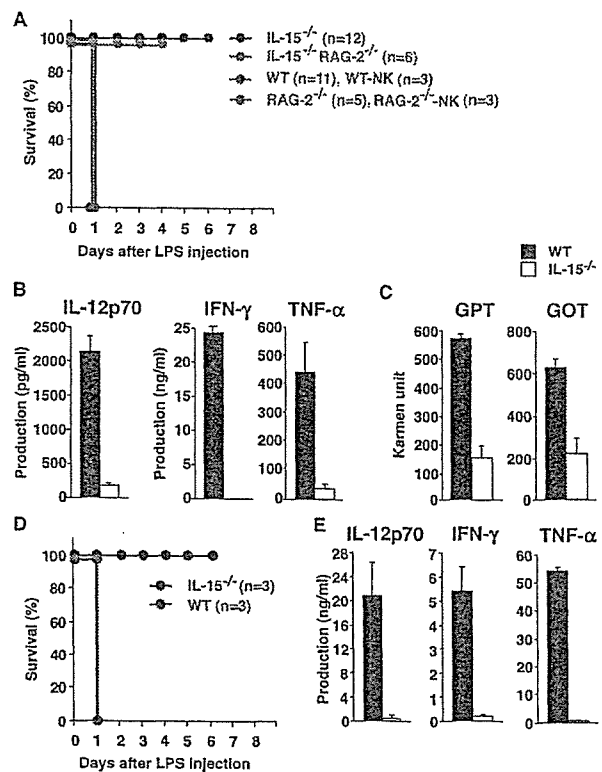 A
IL-15-/- (n=12)
IL-15-/- RAG-2-/- (n=6)
WT (n=11), WT-NK (n=3)
RAG-2-/- (n=5), RAG-2-/--NK (n=3)
Survival (%)
100
80
60
40
20
0
0 1 2 3 4 5 6 7 8
Days after LPS injection
WT
IL-15-/-
B
IL-12p70
IFN-γ
TNF-α
Production (pg/ml)
2500
2000
1500
1000
500
0
Production (ng/ml)
25
20
15
10
5
0
600
500
400
300
200
100
0
C
GPT
GOT
Karmen unit
600
500
400
300
200
100
0
800
600
400
200
0
D
IL-15-/- (n=3)
WT (n=3)
Survival (%)
100
80
60
40
20
0
0 1 2 3 4 5 6 7 8
Days after LPS injection
E
IL-12p70
IFN-γ
TNF-α
Production (ng/ml)
28
24
20
16
12
8
4
0
7
6
5
4
3
2
1
0
60
50
40
30
20
10
0